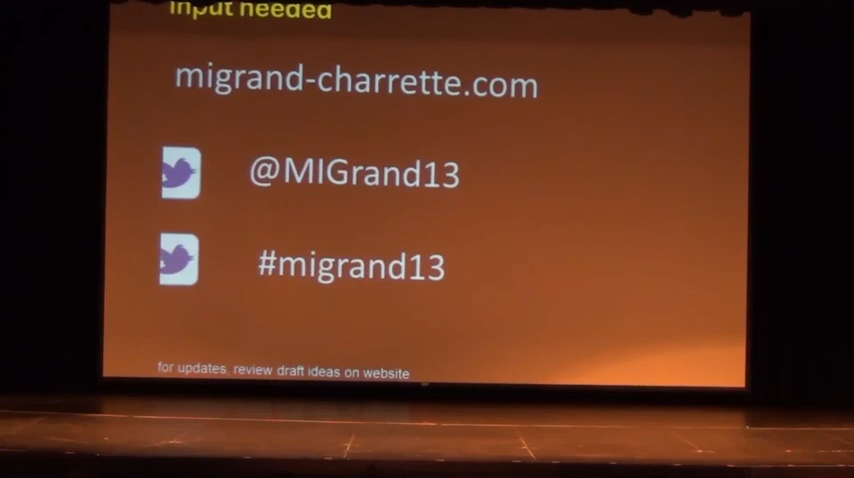 Input needed
migrand-charrette.com
@MIGrand13
#migrand13
for updates, review draft ideas on website